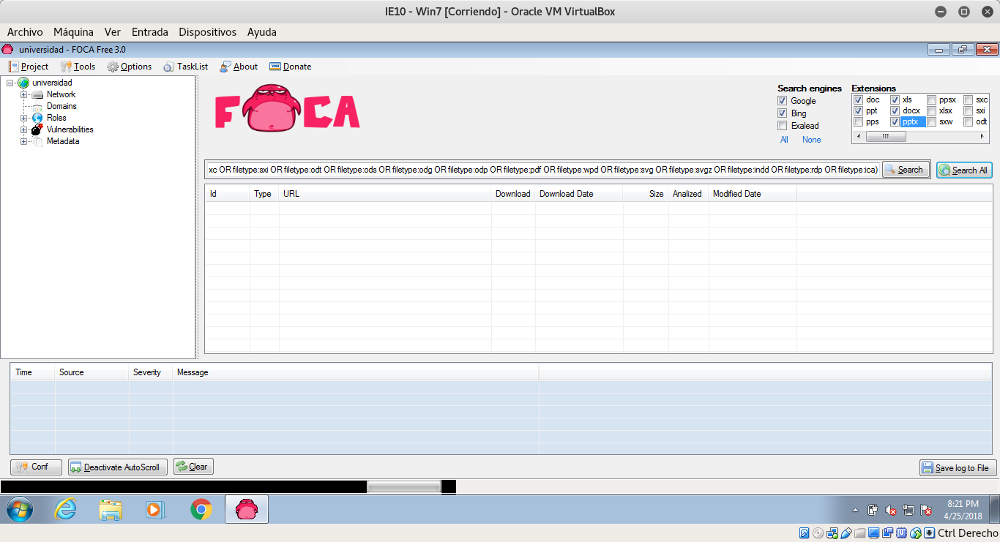 IE10 - Win7 [Corriendo] - Oracle VM VirtualBox
Archivo Máquina Ver Entrada Dispositivos Ayuda
universidad - FOCA Free 3.0
Project Tools Options TaskList About Donate
universidad
Network
Domains
Roles
Vulnerabilities
Metadata
FOCA
Search engines
Google
Bing
Exalead
All None
Extensions
doc xls ppsx sxc
ppt docx xlsx sxi
pps pptx sxw odt
xc OR filetype:sxi OR filetype:odt OR filetype:ods OR filetype:odg OR filetype:odp OR filetype:pdf OR filetype:wpd OR filetype:svg OR filetype:svgz OR filetype:indd OR filetype:rdp OR filetype:ica)
Search
Search All
Id Type URL Download Download Date Size Analized Modified Date
Time Source Severity Message
Conf Deactivate AutoScroll Clear Save log to File
8:21 PM
4/25/2018
Ctrl Derecho